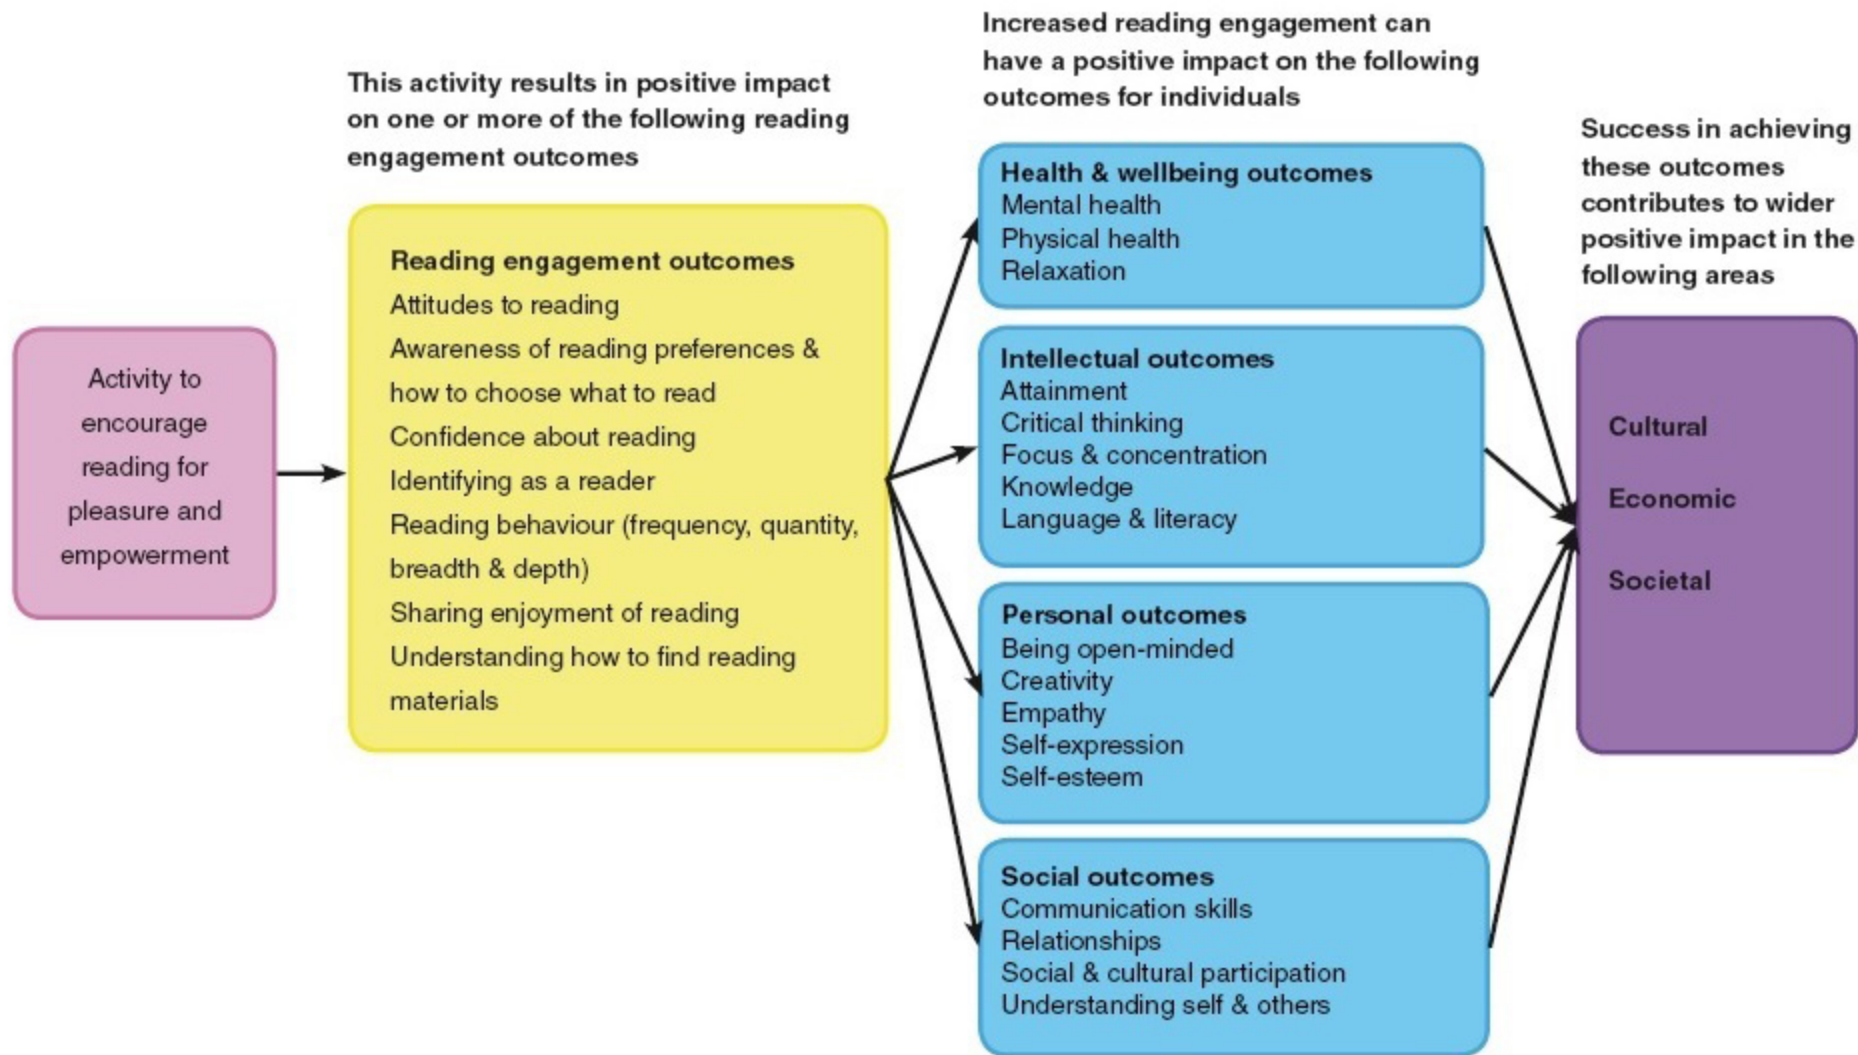 This activity results in positive impact
on one or more of the following reading
engagement outcomes
Increased reading engagement can
have a positive impact on the following
outcomes for individuals
Success in achieving
these outcomes
contributes to wider
positive impact in the
following areas
Activity to
encourage
reading for
pleasure and
empowerment
Reading engagement outcomes
Attitudes to reading
Awareness of reading preferences &
how to choose what to read
Confidence about reading
Identifying as a reader
Reading behaviour (frequency, quantity,
breadth & depth)
Sharing enjoyment of reading
Understanding how to find reading
materials
Health & wellbeing outcomes
Mental health
Physical health
Relaxation
Intellectual outcomes
Attainment
Critical thinking
Focus & concentration
Knowledge
Language & literacy
Personal outcomes
Being open-minded
Creativity
Empathy
Self-expression
Self-esteem
Social outcomes
Communication skills
Relationships
Social & cultural participation
Understanding self & others
Cultural
Economic
Societal